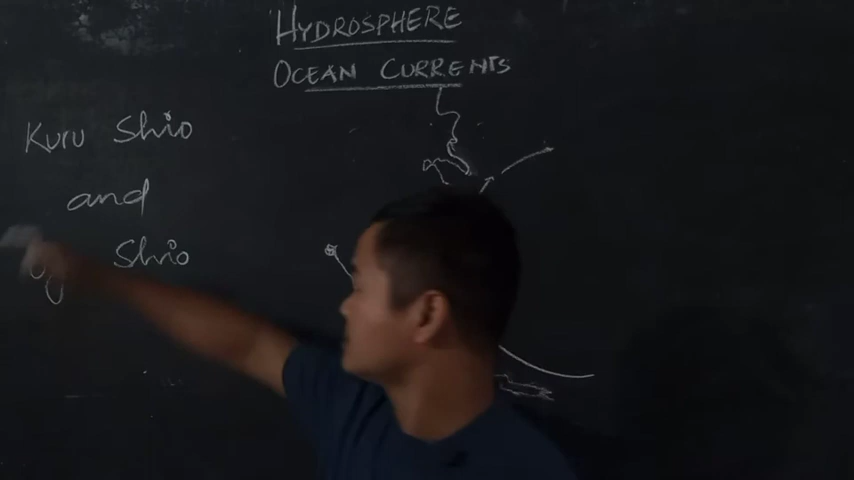 HYDROSPHERE
OCEAN CURRENTS
Kuru Shio
and
Shio